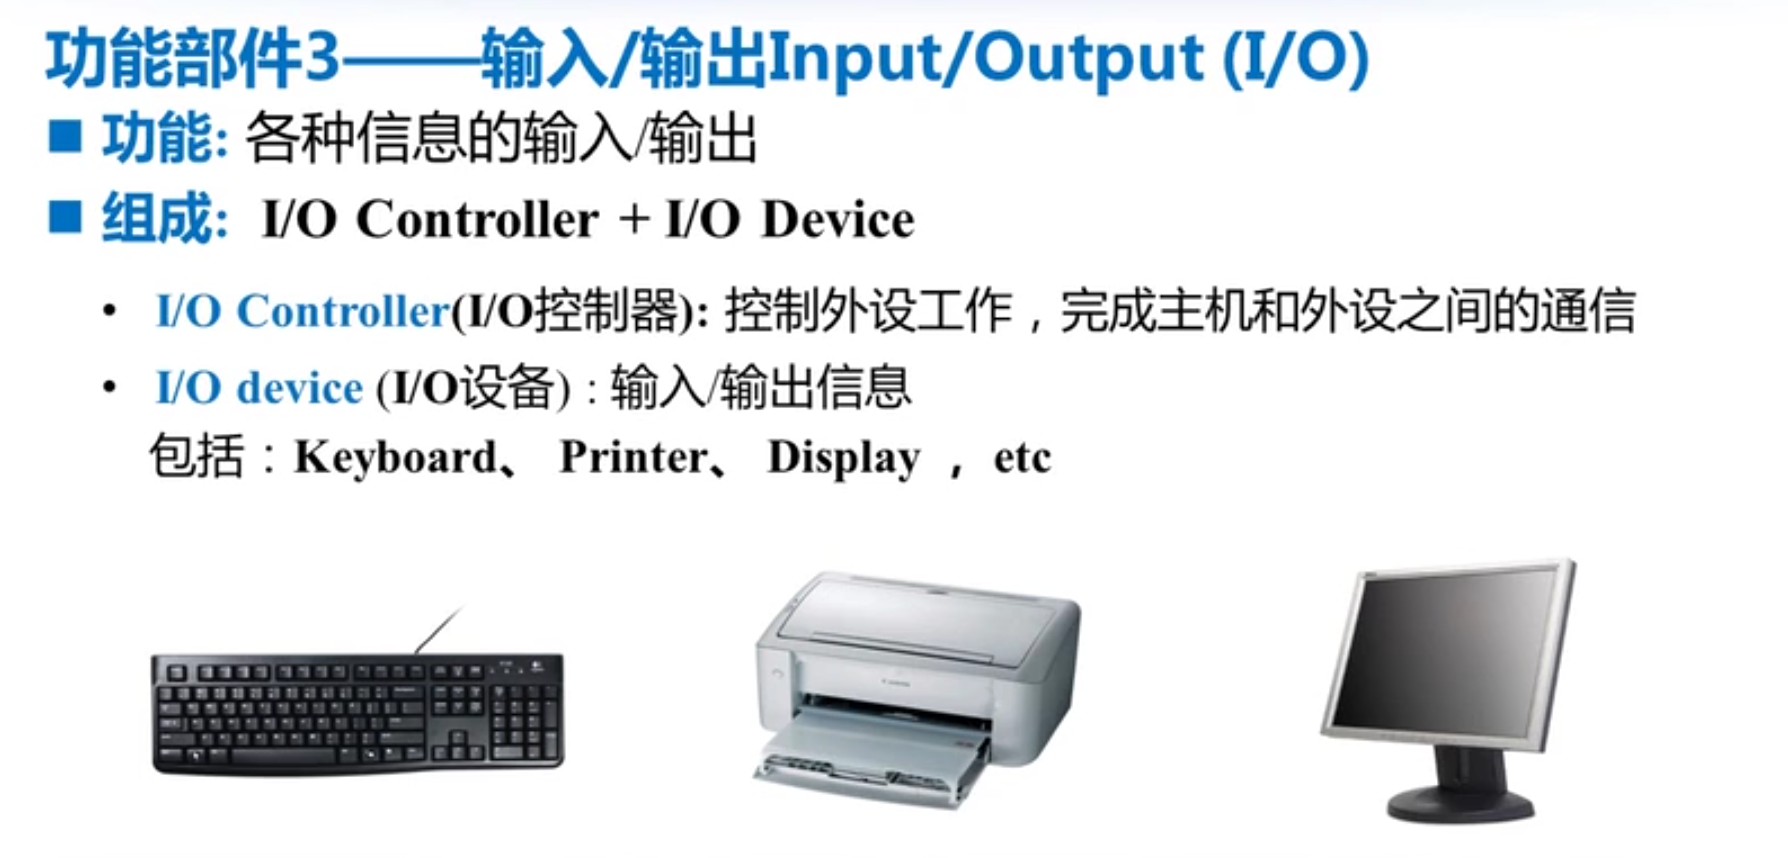 功能部件3——输入/输出Input/Output (I/O)
■ 功能: 各种信息的输入/输出
■ 组成: I/O Controller + I/O Device
• I/O Controller(I/O控制器): 控制外设工作，完成主机和外设之间的通信
• I/O device (I/O设备) : 输入/输出信息
包括：Keyboard、 Printer、 Display ， etc